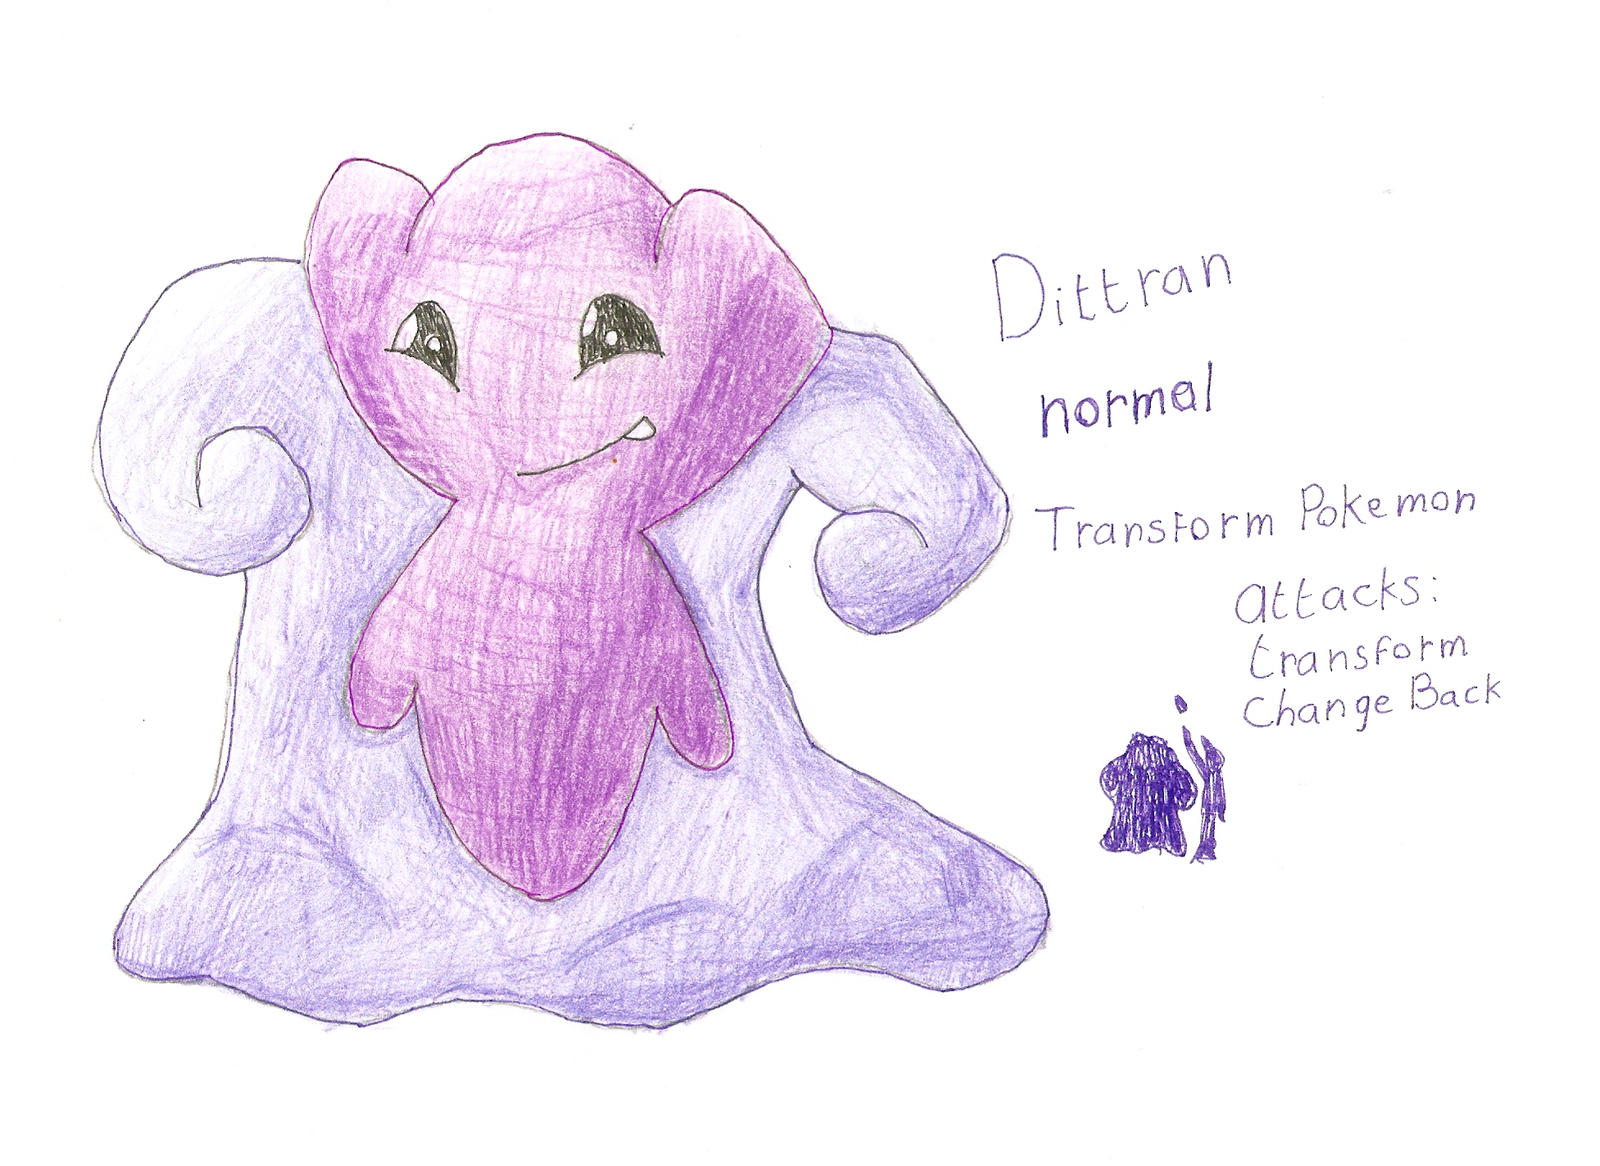 Dittran
normal
Transform Pokemon
attacks:
transform
Change Back